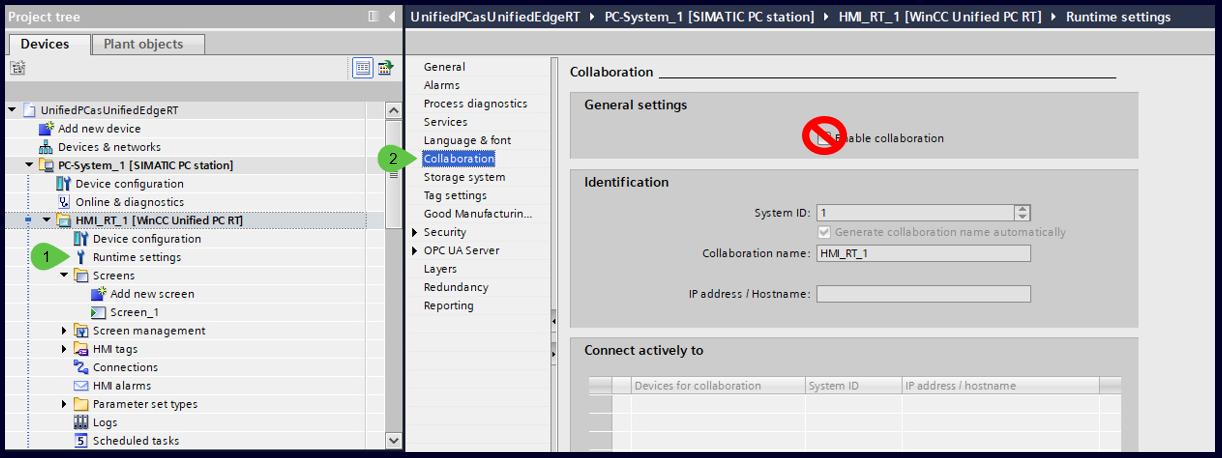 Project tree
Devices
Plant objects
UnifiedPCasUnifiedEdgeRT
Add new device
Devices & networks
PC-System_1 [SIMATIC PC station]
Device configuration
Online & diagnostics
HMI_RT_1 [WinCC Unified PC RT]
Device configuration
1
Runtime settings
Screens
Add new screen
Screen_1
Screen management
HMI tags
Connections
HMI alarms
Parameter set types
Logs
5 Scheduled tasks
UnifiedPCasUnifiedEdgeRT PC-System_1 [SIMATIC PC station] HMI_RT_1 [WinCC Unified PC RT] Runtime settings
General
Alarms
Process diagnostics
Services
Language & font
2
Collaboration
Storage system
Tag settings
Good Manufacturin...
Security
OPC UA Server
Layers
Redundancy
Reporting
Collaboration
General settings
Enable collaboration
Identification
System ID: 1
Generate collaboration name automatically
Collaboration name: HMI_RT_1
IP address / Hostname:
Connect actively to
Devices for collaboration System ID IP address / hostname